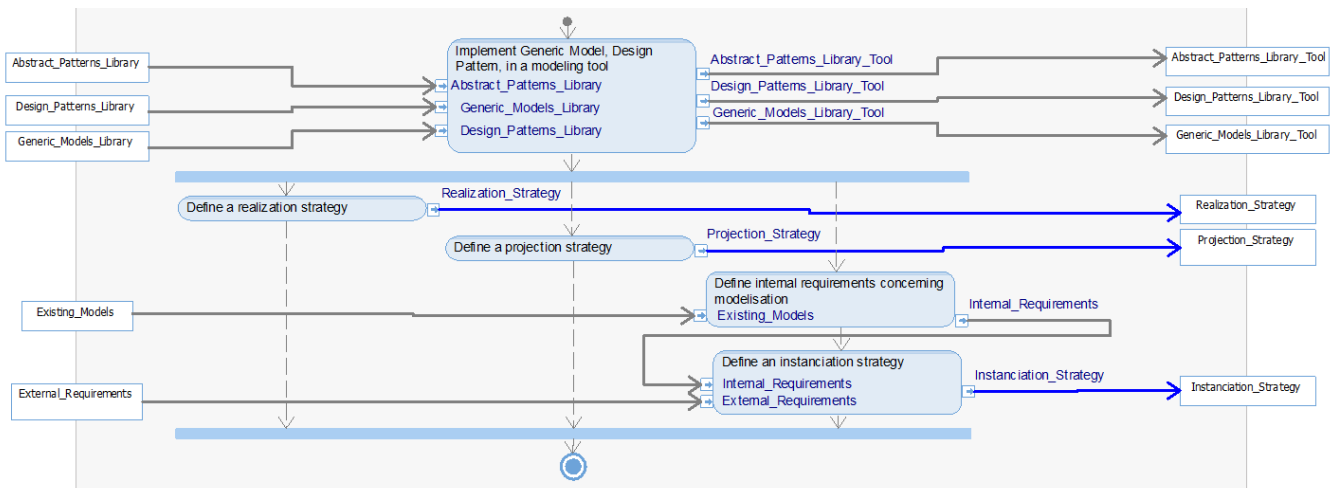 Implement Generic Model, Design
Pattern, in a modeling tool
Abstract_Patterns_Library
Abstract_Patterns_Library
Abstract_Patterns_Library_Tool
Abstract_Patterns_Library_Tool
Design_Patterns_Library
Generic_Models_Library
Design_Patterns_Library_Tool
Design_Patterns_Library_Tool
Generic_Models_Library
Design_Patterns_Library
Generic_Models_Library_Tool
Generic_Models_Library_Tool
Realization_Strategy
Define a realization strategy
Realization_Strategy
Projection_Strategy
Define a projection strategy
Projection_Strategy
Define internal requirements concerning
modelisation
Existing_Models
Existing_Models
Internal_Requirements
Define an instanciation strategy
Internal_Requirements
External_Requirements
External_Requirements
Instanciation_Strategy
Instanciation_Strategy